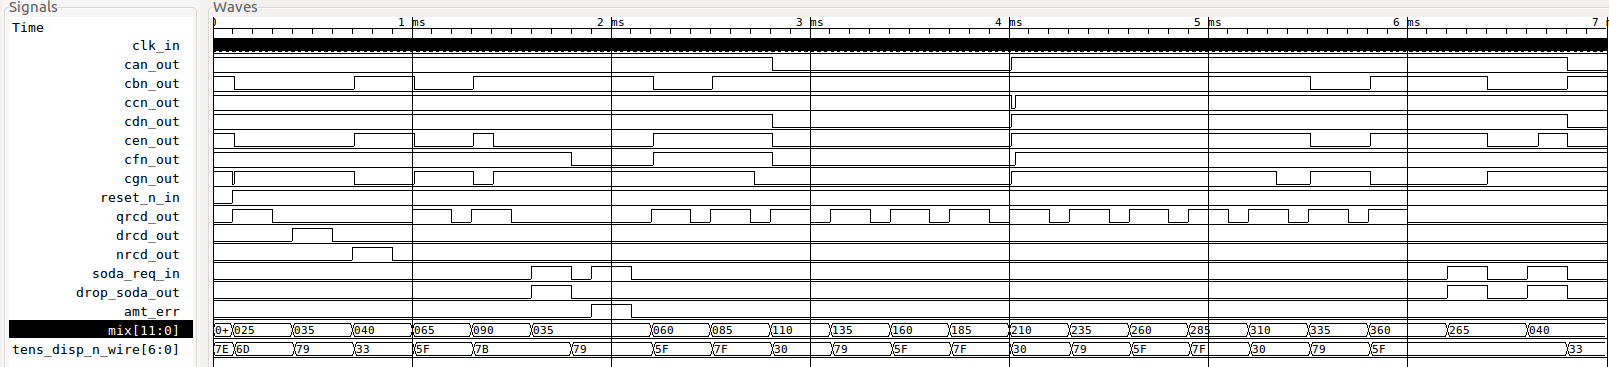 Signals Waves
Time 0 1 ms 2 ms 3 ms 4 ms 5 ms 6 ms 7
clk_in
can_out
cbn_out
ccn_out
cdn_out
cen_out
cfn_out
cgn_out
reset_n_in
qrcd_out
drcd_out
nrcd_out
soda_req_in
drop_soda_out
amt_err
mix[11:0] 0+ 025 035 040 065 090 035 060 085 110 135 160 185 210 235 260 285 310 335 360 265 040
tens_disp_n_wire[6:0] 7E 6D 79 33 5F 7B 79 5F 7F 30 79 5F 7F 30 79 5F 7F 30 79 5F 33